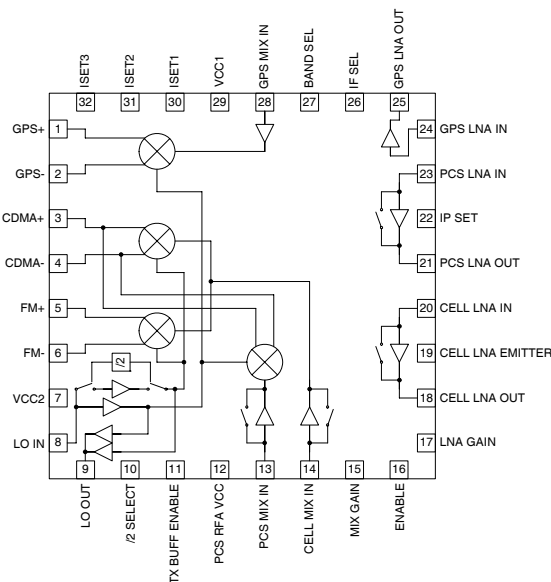 ISET3
ISET2
ISET1
VCC1
GPS MIX IN
BAND SEL
IF SEL
GPS LNA OUT
32
31
30
29
28
27
26
25
GPS+ 1
GPS- 2
CDMA+ 3
CDMA- 4
FM+ 5
FM- 6
VCC2 7
LO IN 8
/2
24 GPS LNA IN
23 PCS LNA IN
22 IP SET
21 PCS LNA OUT
20 CELL LNA IN
19 CELL LNA EMITTER
18 CELL LNA OUT
17 LNA GAIN
9
10
11
12
13
14
15
16
LO OUT
/2 SELECT
TX BUFF ENABLE
PCS RFA VCC
PCS MIX IN
CELL MIX IN
MIX GAIN
ENABLE